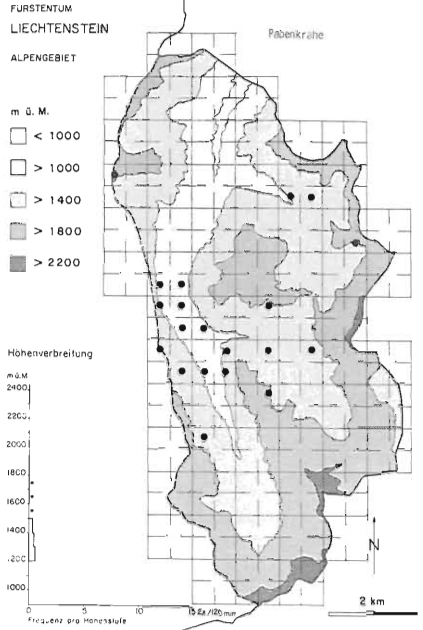 FÜRSTENTUM
LIECHTENSTEIN
ALPENGEBIET
Rabenkrähe
m ü. M.
< 1000
> 1000
> 1400
> 1800
> 2200
Höhenverbreitung
m ü. M
2400
2200
2000
1800
1600
1400
1200
1000
0 5 10
Frequenz pro Höhenstufe
N
2 km